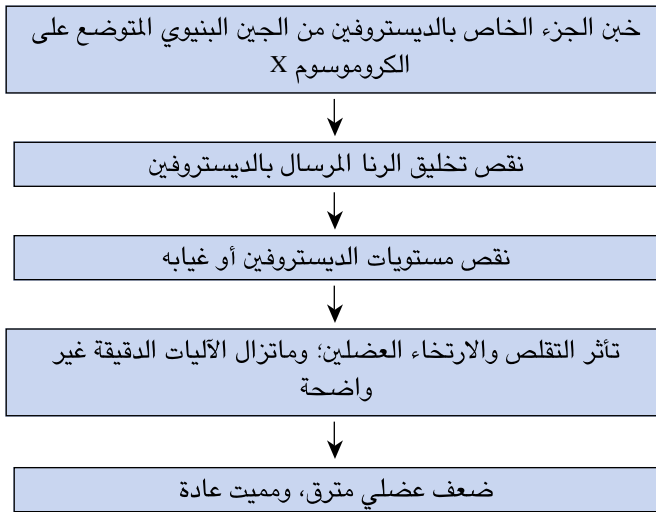 خبن الجزء الخاص بالديستروفين من الجين البنيوي المتوضع على
الكروموسوم X
نقص تخليق الرنا المرسال بالديستروفين
نقص مستويات الديستروفين أو غيابه
تأثر التقلص والارتخاء العضلين؛ وماتزال الآليات الدقيقة غير
واضحة
ضعف عضلي مترق، ومميت عادة